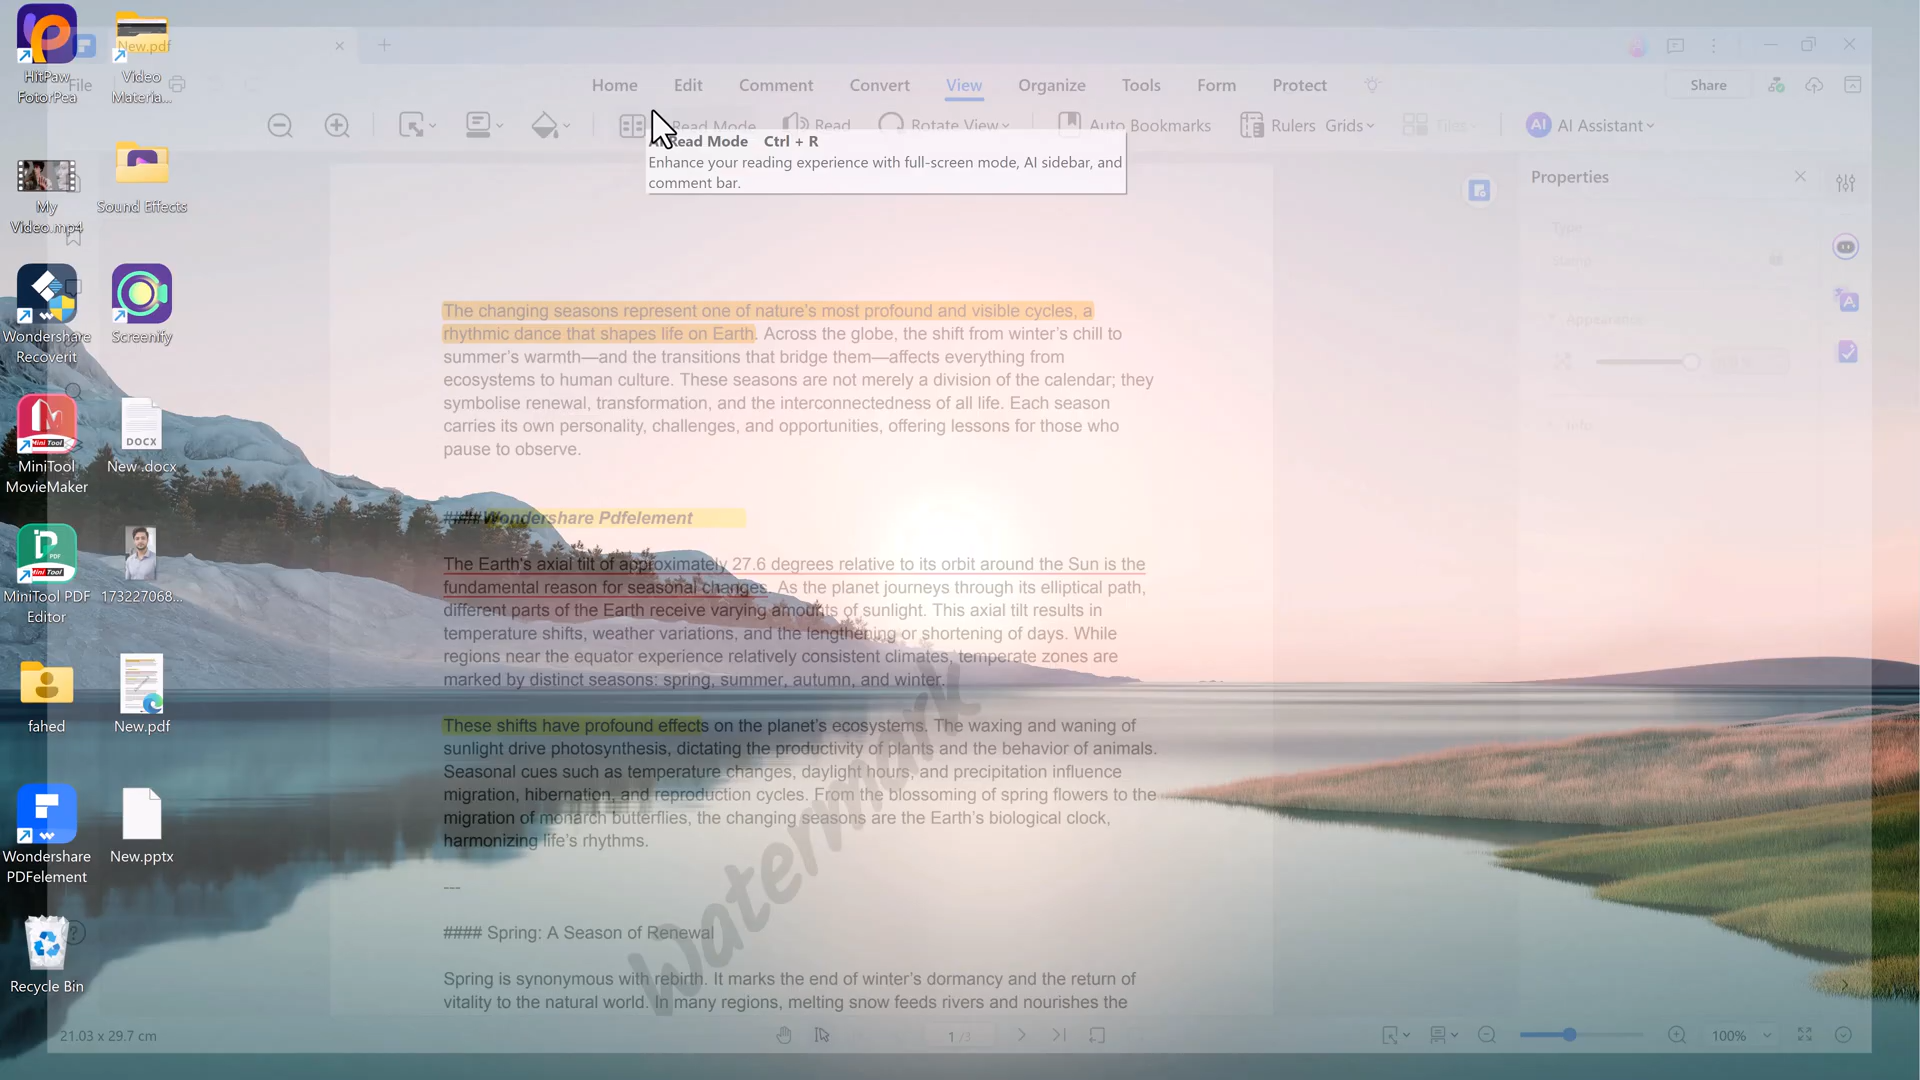 HitPaw
FotorPea
Video
Materia...
My
Video.mp4
Sound Effects
Wondershare
Recoverit
Screenify
MiniTool
MovieMaker
DOCX
New .docx
Mini Tool
PDF
Mini Tool
MiniTool PDF
Editor
173227068...
fahed
New.pdf
Wondershare
PDFelement
New.pptx
Recycle Bin
New.pdf
File
Home
Edit
Comment
Convert
View
Organize
Tools
Form
Protect
Share
Read Mode
Read
Rotate View
Auto Bookmarks
Rulers
Grids
Files
AI
AI Assistant
Read Mode Ctrl + R
Enhance your reading experience with full-screen mode, AI sidebar, and
comment bar.
Properties
Type
Stamp
Appearance
Info
The changing seasons represent one of nature's most profound and visible cycles, a
rhythmic dance that shapes life on Earth. Across the globe, the shift from winter's chill to
summer's warmth—and the transitions that bridge them—affects everything from
ecosystems to human culture. These seasons are not merely a division of the calendar; they
symbolise renewal, transformation, and the interconnectedness of all life. Each season
carries its own personality, challenges, and opportunities, offering lessons for those who
pause to observe.
#### Wondershare Pdfelement
The Earth's axial tilt of approximately 27.6 degrees relative to its orbit around the Sun is the
fundamental reason for seasonal changes. As the planet journeys through its elliptical path,
different parts of the Earth receive varying amounts of sunlight. This axial tilt results in
temperature shifts, weather variations, and the lengthening or shortening of days. While
regions near the equator experience relatively consistent climates, temperate zones are
marked by distinct seasons: spring, summer, autumn, and winter.
These shifts have profound effects on the planet's ecosystems. The waxing and waning of
sunlight drive photosynthesis, dictating the productivity of plants and the behavior of animals.
Seasonal cues such as temperature changes, daylight hours, and precipitation influence
migration, hibernation, and reproduction cycles. From the blossoming of spring flowers to the
migration of monarch butterflies, the changing seasons are the Earth's biological clock,
harmonizing life's rhythms.
---
#### Spring: A Season of Renewal
Spring is synonymous with rebirth. It marks the end of winter's dormancy and the return of
vitality to the natural world. In many regions, melting snow feeds rivers and nourishes the
Watermark
21.03 x 29.7 cm
1 /3
100%